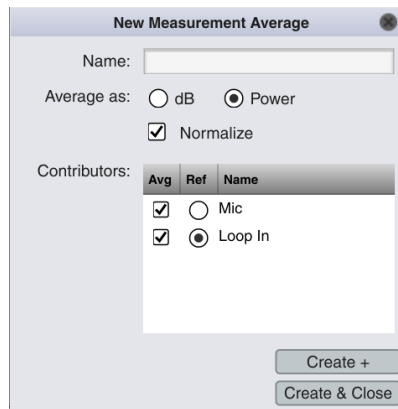 New Measurement Average
Name:
Average as: dB Power
Normalize
Contributors:
Avg Ref Name
Mic
Loop In
Create +
Create & Close